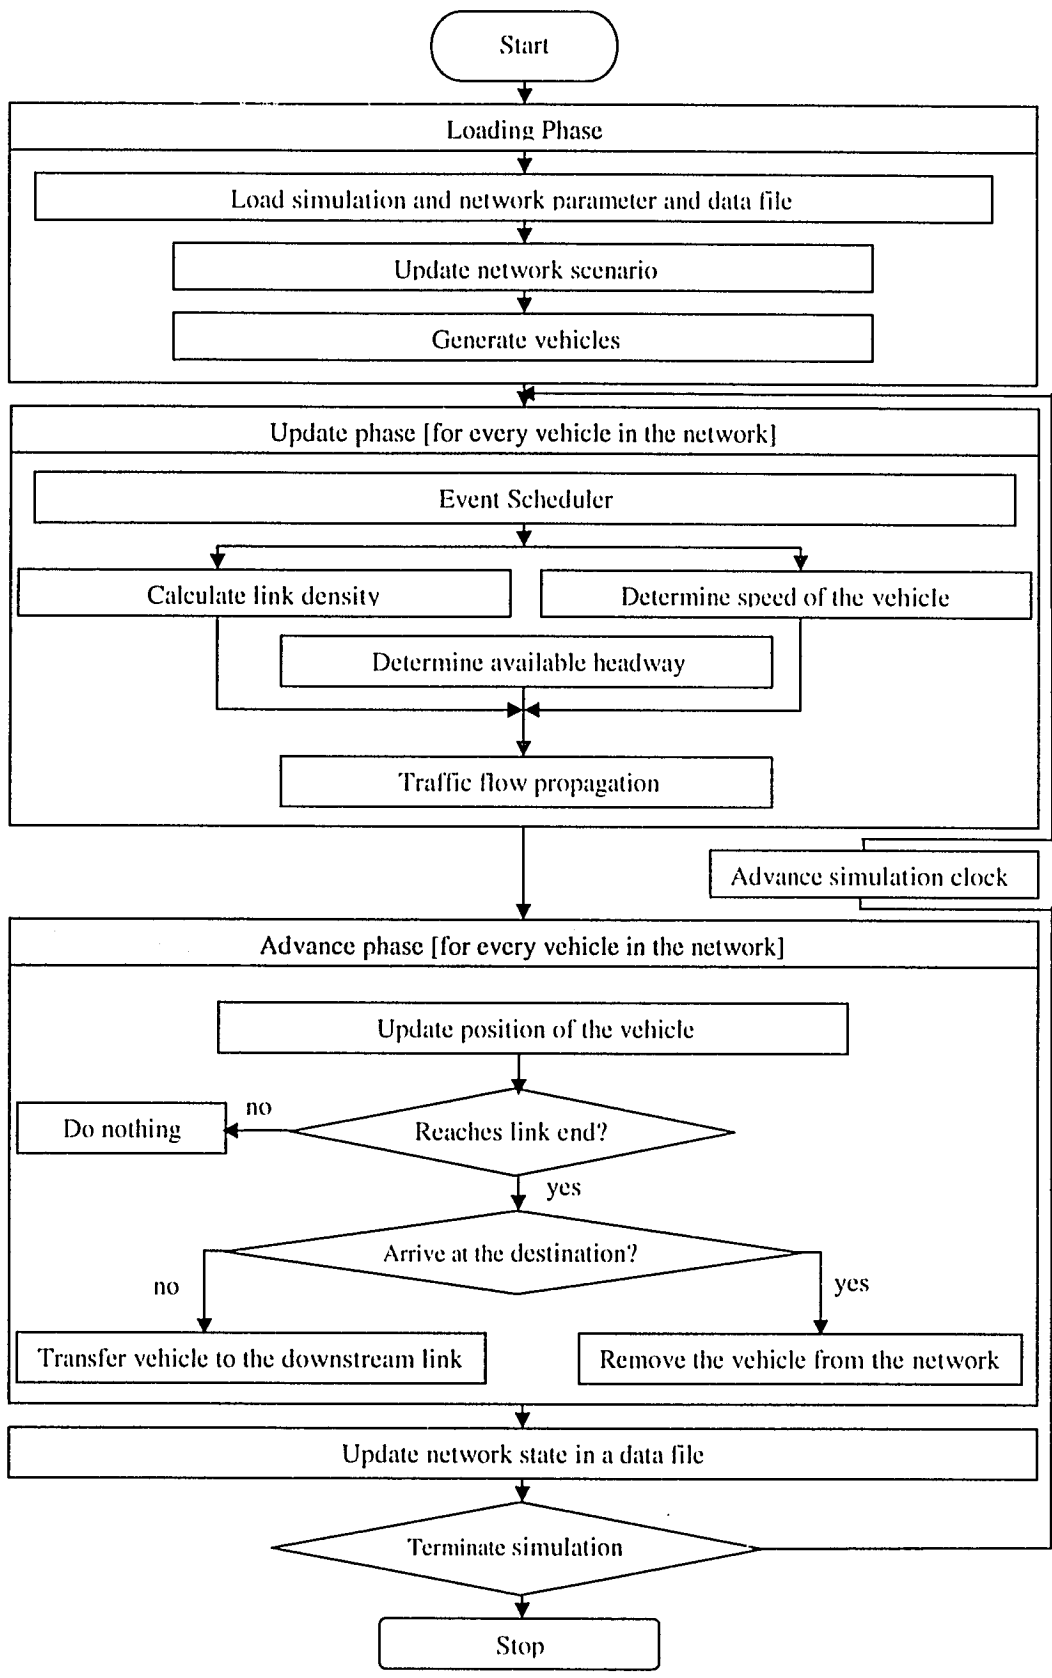 Start
Loading Phase
Load simulation and network parameter and data file
Update network scenario
Generate vehicles
Update phase [for every vehicle in the network]
Event Scheduler
Calculate link density
Determine speed of the vehicle
Determine available headway
Traffic flow propagation
Advance simulation clock
Advance phase [for every vehicle in the network]
Update position of the vehicle
no
Do nothing
Reaches link end?
yes
Arrive at the destination?
no
yes
Transfer vehicle to the downstream link
Remove the vehicle from the network
Update network state in a data file
Terminate simulation
Stop